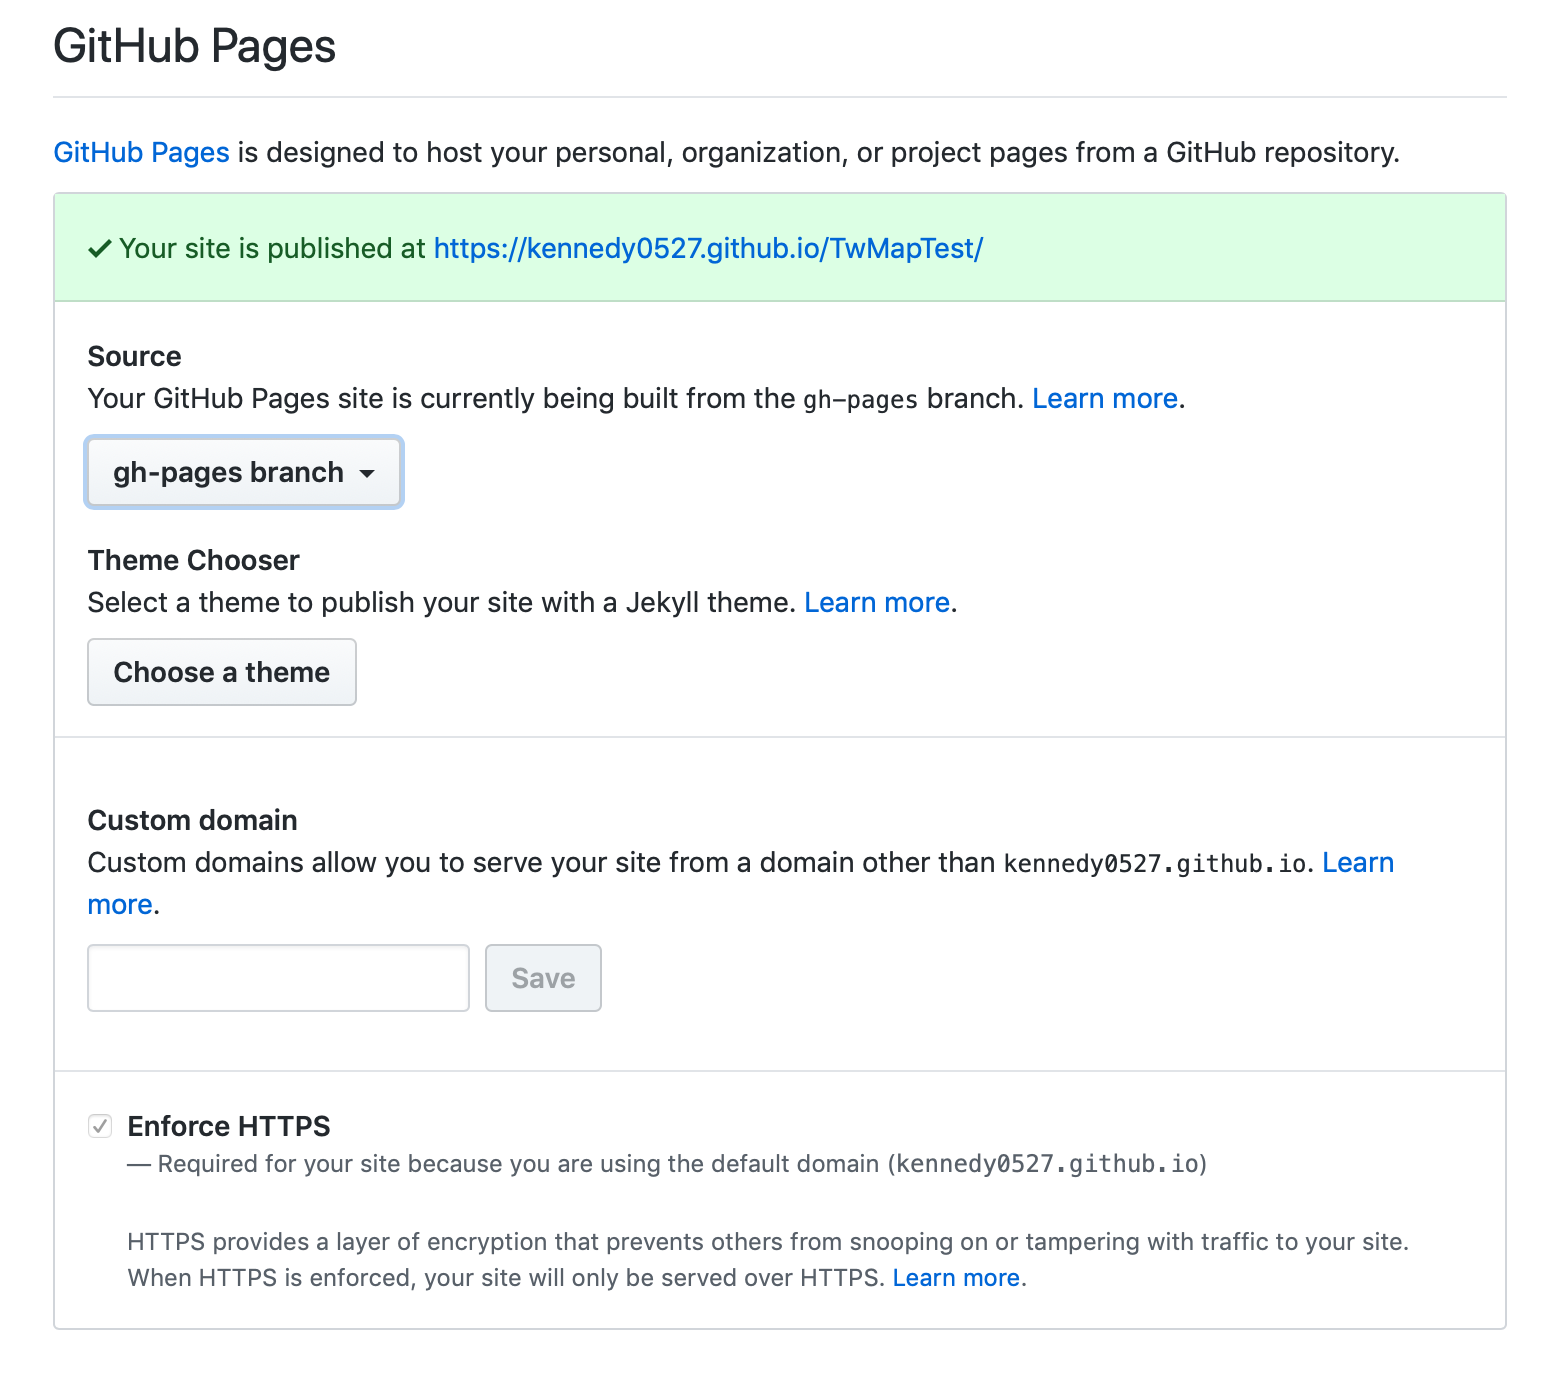 GitHub Pages
GitHub Pages is designed to host your personal, organization, or project pages from a GitHub repository.
Your site is published at https://kennedy0527.github.io/TwMapTest/
Source
Your GitHub Pages site is currently being built from the gh-pages branch. Learn more.
gh-pages branch
Theme Chooser
Select a theme to publish your site with a Jekyll theme. Learn more.
Choose a theme
Custom domain
Custom domains allow you to serve your site from a domain other than kennedy0527.github.io. Learn
more.
Save
Enforce HTTPS
— Required for your site because you are using the default domain (kennedy0527.github.io)
HTTPS provides a layer of encryption that prevents others from snooping on or tampering with traffic to your site.
When HTTPS is enforced, your site will only be served over HTTPS. Learn more.